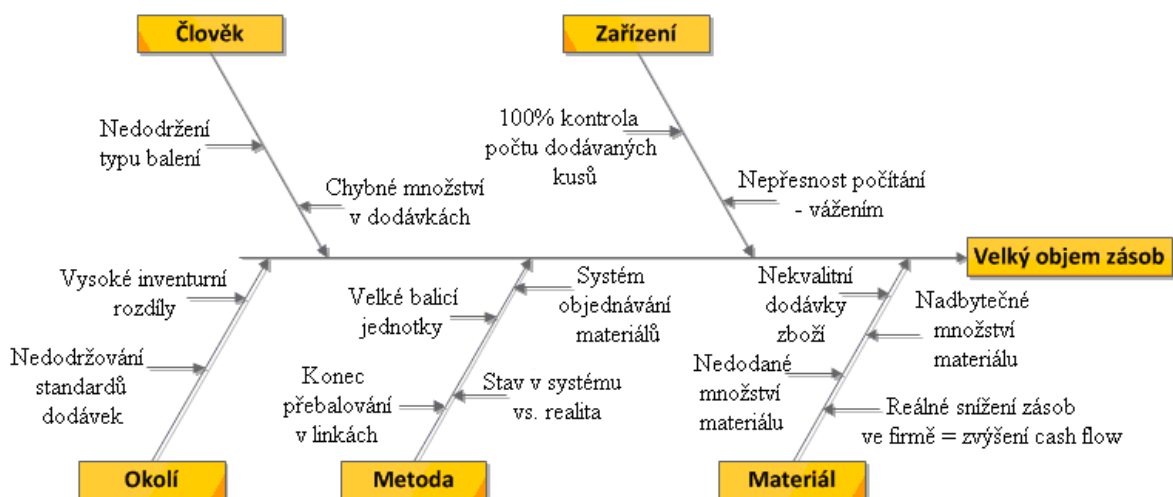 Člověk
Zařízení
Nedodržení
typu balení
Chybné množství
v dodávkách
100% kontrola
počtu dodávaných
kusů
Nepřesnost počítání
- vážením
Velký objem zásob
Vysoké inventurní
rozdíly
Nedodržování
standardů
dodávek
Velké balicí
jednotky
Systém
objednávání
materiálů
Konec
přebalování
v linkách
Stav v systému
vs. realita
Nekvalitní
dodávky
zboží
Nadbytečné
množství
materiálu
Nedodané
množství
materiálu
Reálné snížení zásob
ve firmě = zvýšení cash flow
Okolí
Metoda
Materiál